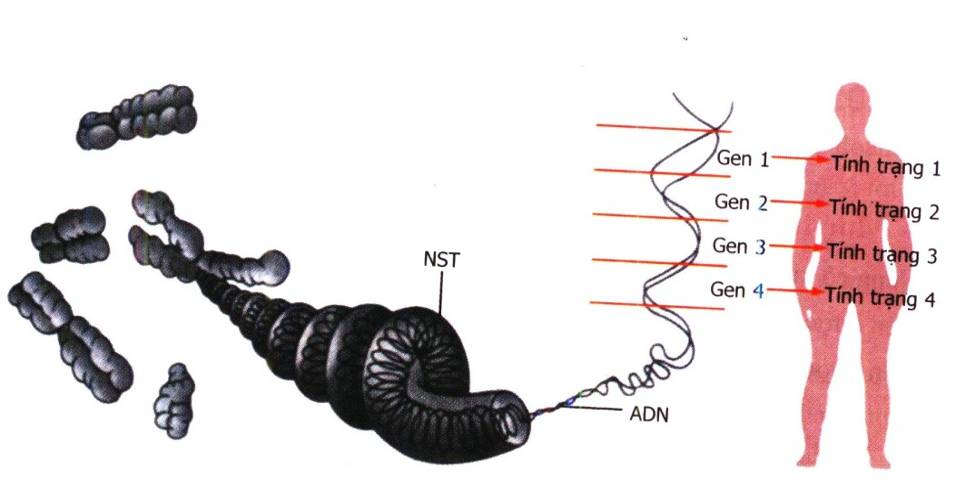 Gen 1 Tính trạng 1
Gen 2 Tính trạng 2
Gen 3 Tính trạng 3
Gen 4 Tính trạng 4
NST
ADN